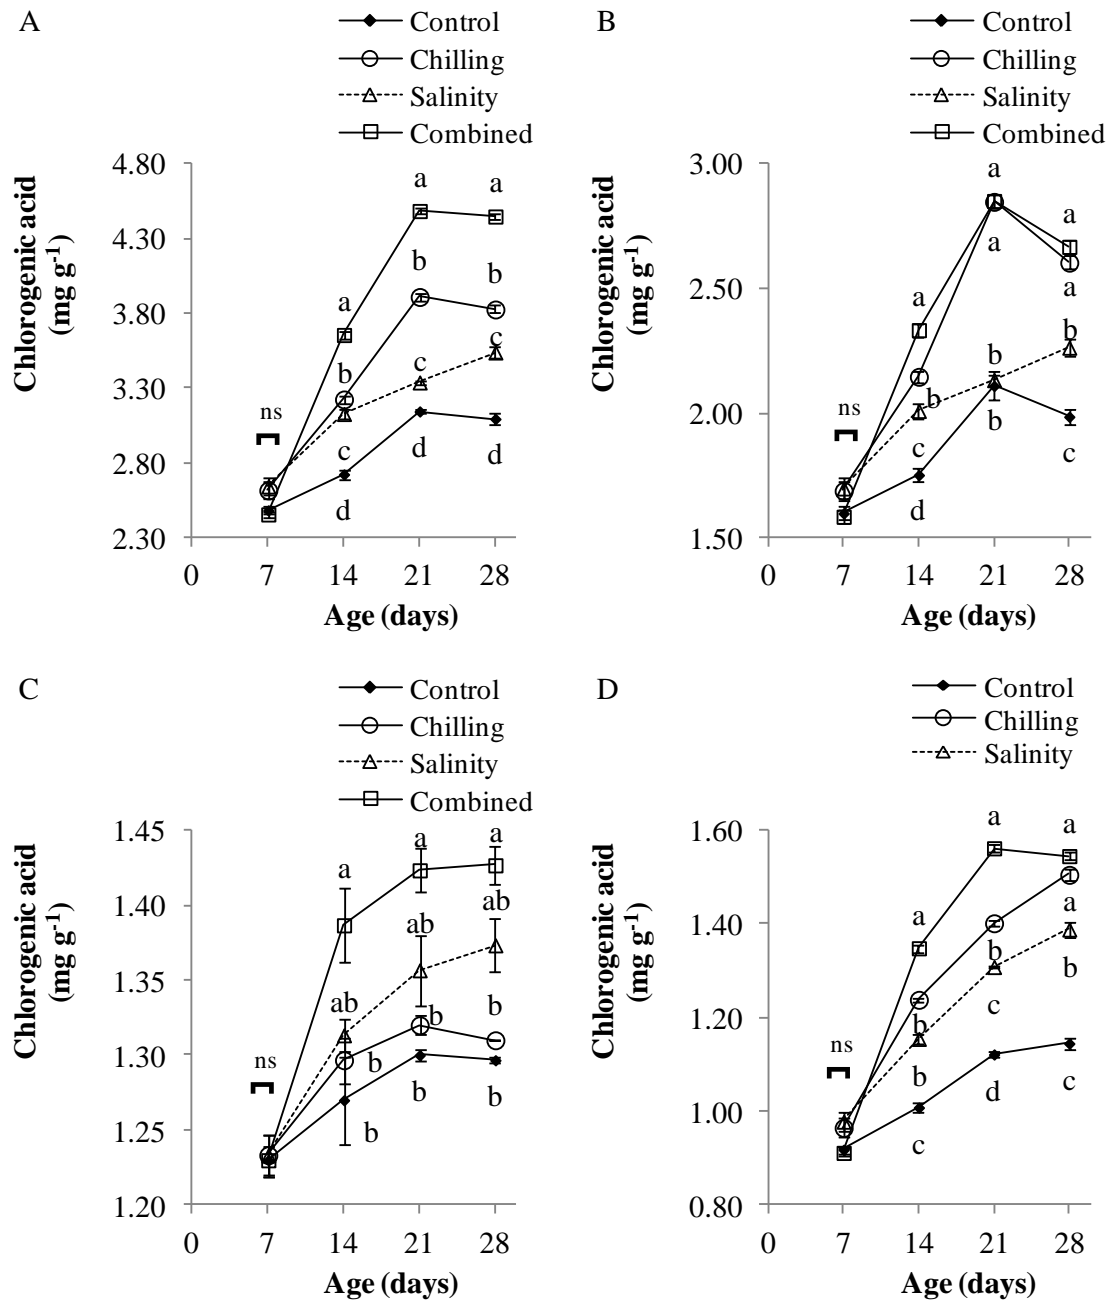 A
Control
Chilling
Salinity
Combined
Chlorogenic acid
(mg g-1)
4.80
4.30
3.80
3.30
2.80
2.30
a
a
b
b
a
c
b
c
ns
c
d
d
d
0
7
14
21
28
Age (days)
B
Control
Chilling
Salinity
Combined
Chlorogenic acid
(mg g-1)
3.00
2.50
2.00
1.50
a
a
a
a
a
b
b
b
ns
b
c
c
d
0
7
14
21
28
Age (days)
C
Control
Chilling
Salinity
Combined
Chlorogenic acid
(mg g-1)
1.45
1.40
1.35
1.30
1.25
1.20
a
a
a
ab
ab
ab
b
b
ns
b
b
b
b
0
7
14
21
28
Age (days)
D
Control
Chilling
Salinity
Chlorogenic acid
(mg g-1)
1.60
1.40
1.20
1.00
0.80
a
a
a
a
b
b
c
b
ns
b
d
c
c
0
7
14
21
28
Age (days)